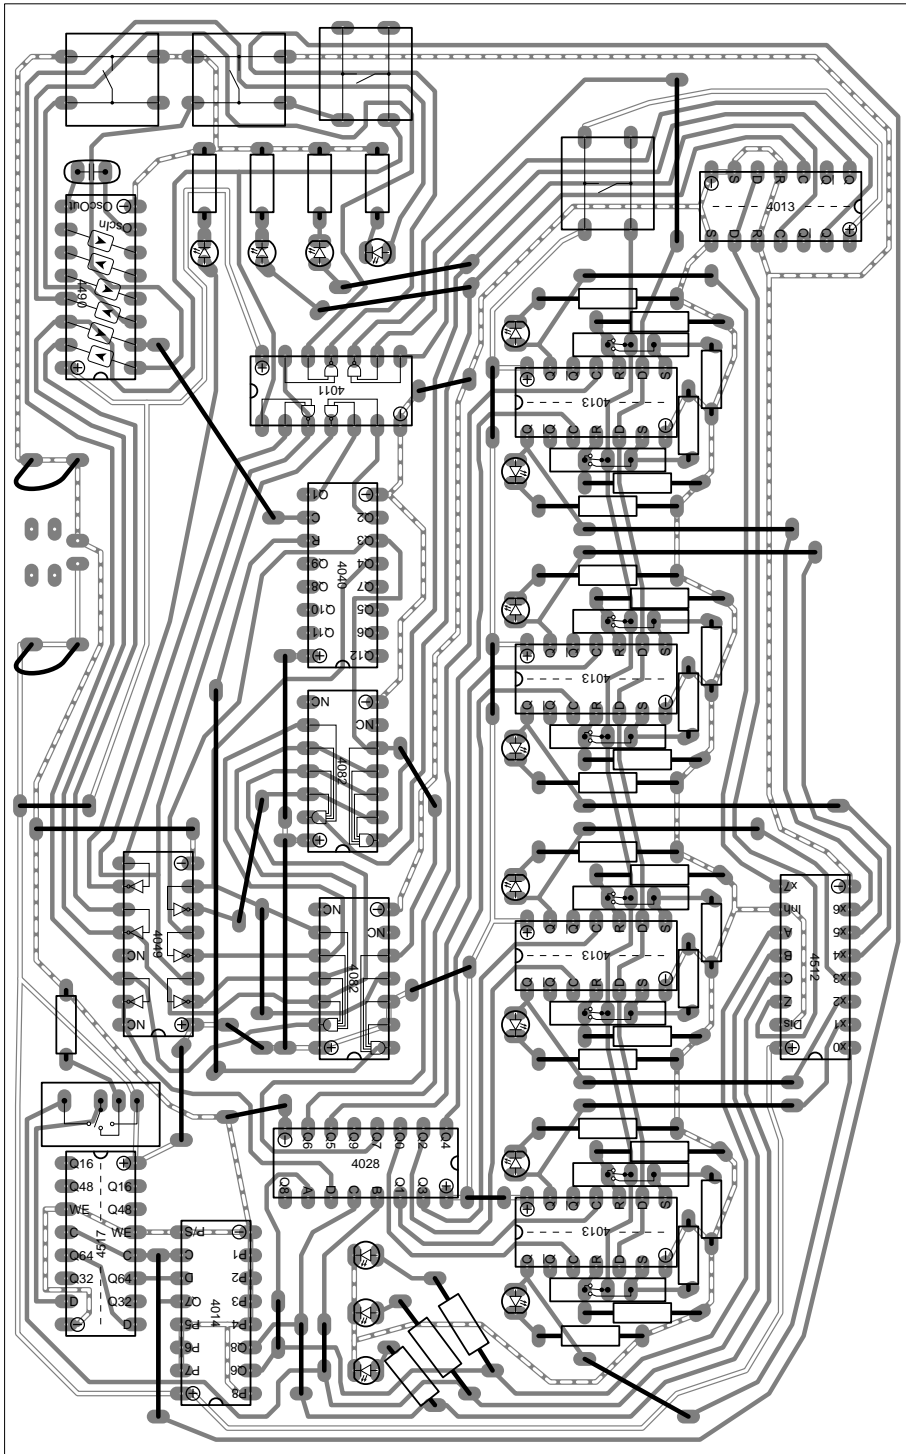 OscOut
OscIn
4490
S D R C Q Q
4013
S D R C Q Q
4011
Q Q C R D S
4013
Q Q C R D S
Q1
C
R
Q9
Q8
Q10
Q11
4040
Q2
Q3
Q4
Q7
Q5
Q6
Q12
NC
NC
4082
Q Q C R D S
4013
Q Q C R D S
4049
NC
NC
NC
NC
4082
Q Q C R D S
4013
Q Q C R D S
x7
Inh
A
B
C
Z
Dis
4512
x6
x5
x4
x3
x2
x1
x0
Q6 Q5 Q9 Q7 Q0 Q2 Q4
4028
Q8 A D C B Q1 Q3
Q16
Q48
WE
C
Q64
Q32
D
4517
Q16
Q48
WE
C
Q64
Q32
D
P/S
C
D
Q7
P5
P6
P7
4014
P1
P2
P3
P4
Q8
Q6
P8
Q Q C R D S
4013
Q Q C R D S